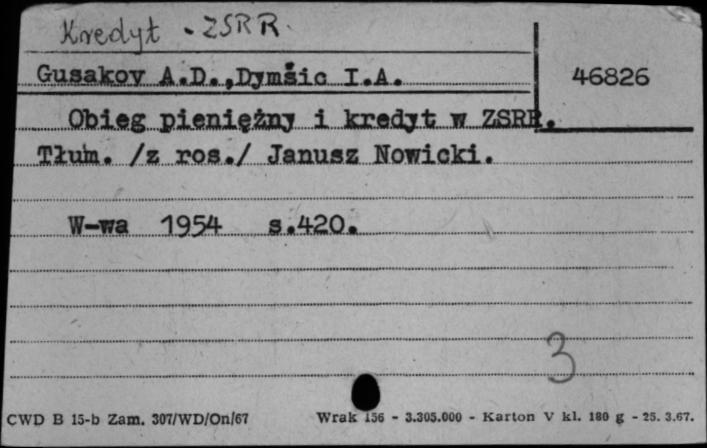 Kredyt - ZSRR.
Gusakov A.D.,Dymšic I.A.
46826
Obieg pieniężny i kredyt w ZSRR.
Tłum. /z ros./ Janusz Nowicki.
W-wa 1954 s.420.
3
CWD B 15-b Zam. 307/WD/On/67 Wrak 156 - 3.305.000 - Karton V kl. 180 g - 25. 3.67.